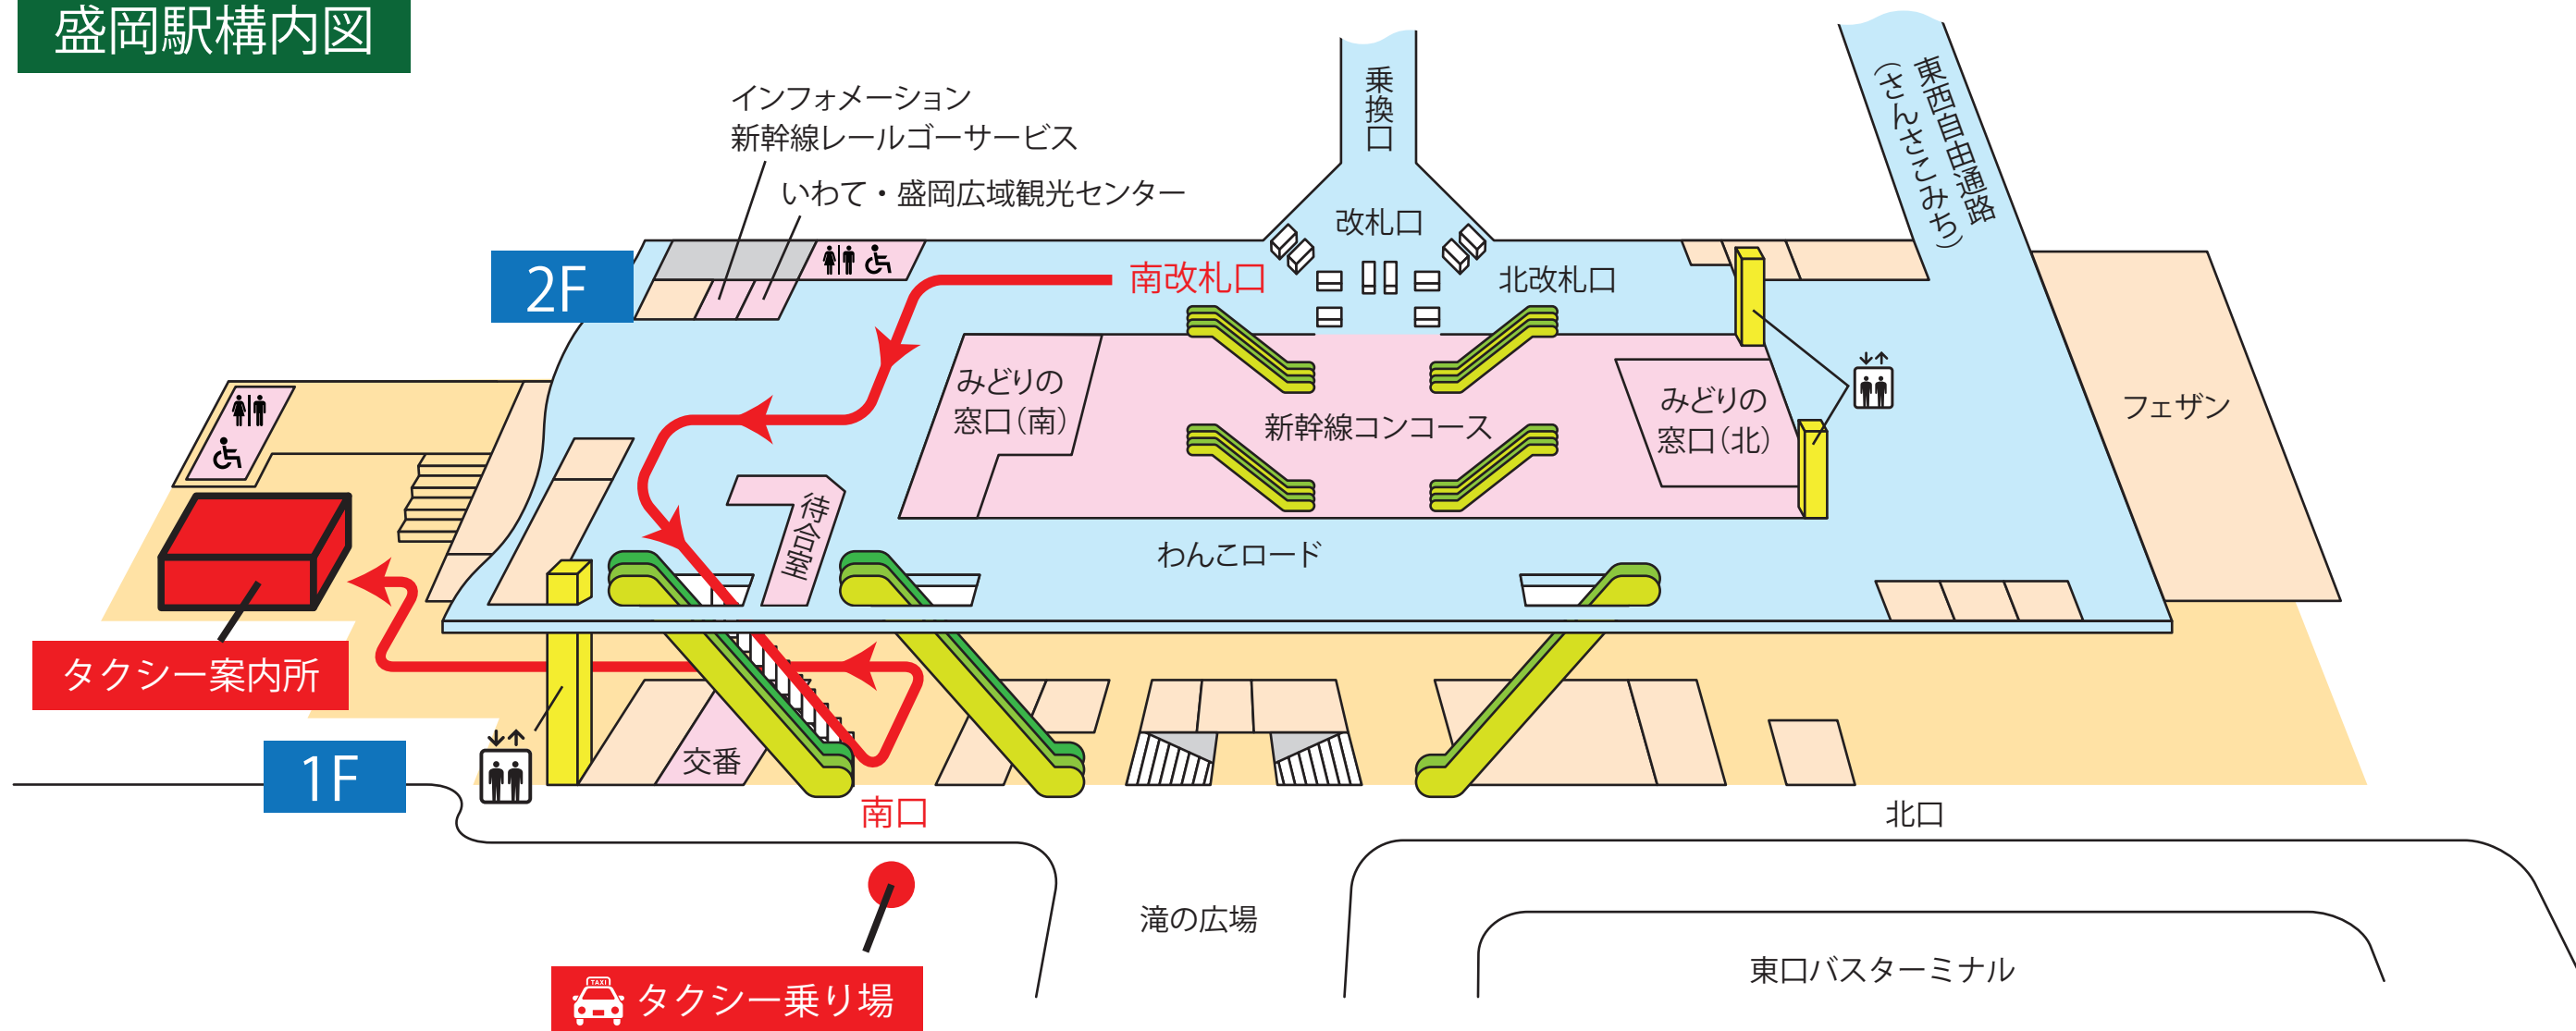 盛岡駅構内図
インフォメーション
新幹線レールゴーサービス
いわて・盛岡広域観光センター
乗換口
東西自由通路
（さんさこみち）
改札口
2F
南改札口
北改札口
みどりの
窓口（南）
新幹線コンコース
みどりの
窓口（北）
フェザン
待合室
わんこロード
タクシー案内所
交番
1F
南口
北口
滝の広場
東口バスターミナル
TAXI
タクシー乗り場